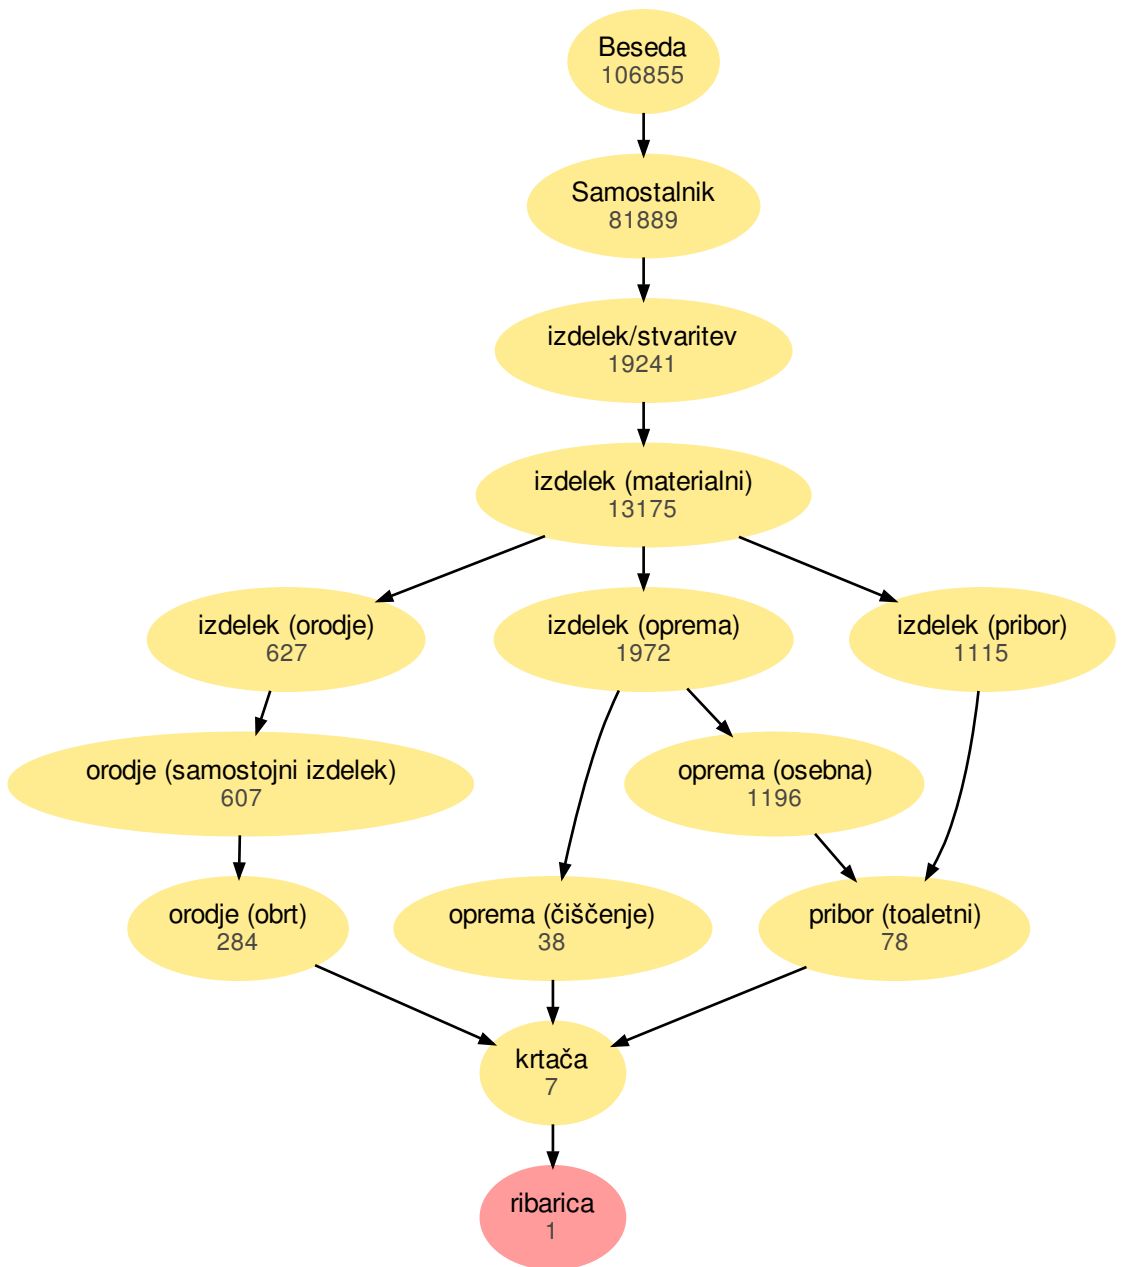 Beseda
106855
Samostalnik
81889
izdelek/stvaritev
19241
izdelek (materialni)
13175
izdelek (orodje)
627
izdelek (oprema)
1972
izdelek (pribor)
1115
orodje (samostojni izdelek)
607
oprema (osebna)
1196
orodje (obrt)
284
oprema (čiščenje)
38
pribor (toaletni)
78
krtača
7
ribarica
1